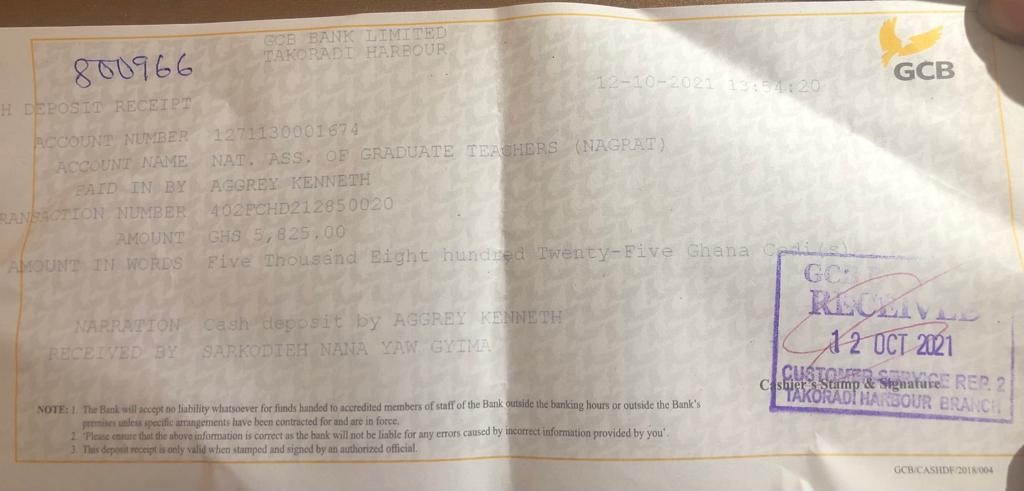 GCB BANK LIMITED
TAKORADI HARBOUR
800966
GCB
12-10-2021 13:54:20
H DEPOSIT RECEIPT
ACCOUNT NUMBER 1271130001674
ACCOUNT NAME NAT. ASS. OF GRADUATE TEACHERS (NAGRAT)
PAID IN BY AGGREY KENNETH
RANSACTION NUMBER 402FCHD212850020
AMOUNT GHS 5,825.00
AMOUNT IN WORDS Five Thousand Eight hundred Twenty-Five Ghana Cedi(s)
NARRATION Cash deposit by AGGREY KENNETH
RECEIVED BY SARKODIEH NANA YAW GYIMA
GCB
RECEIVED
12 OCT 2021
CUSTOMER SERVICE REP. 2
TAKORADI HARBOUR BRANCH
Cashier's Stamp & Signature
NOTE: 1. The Bank will accept no liability whatsoever for funds handed to accredited members of staff of the Bank outside the banking hours or outside the Bank's
premises unless specific arrangements have been contracted for and are in force.
2. 'Please ensure that the above information is correct as the bank will not be liable for any errors caused by incorrect information provided by you'.
3. This deposit receipt is only valid when stamped and signed by an authorized official.
GCB/CASHDF/2018/004